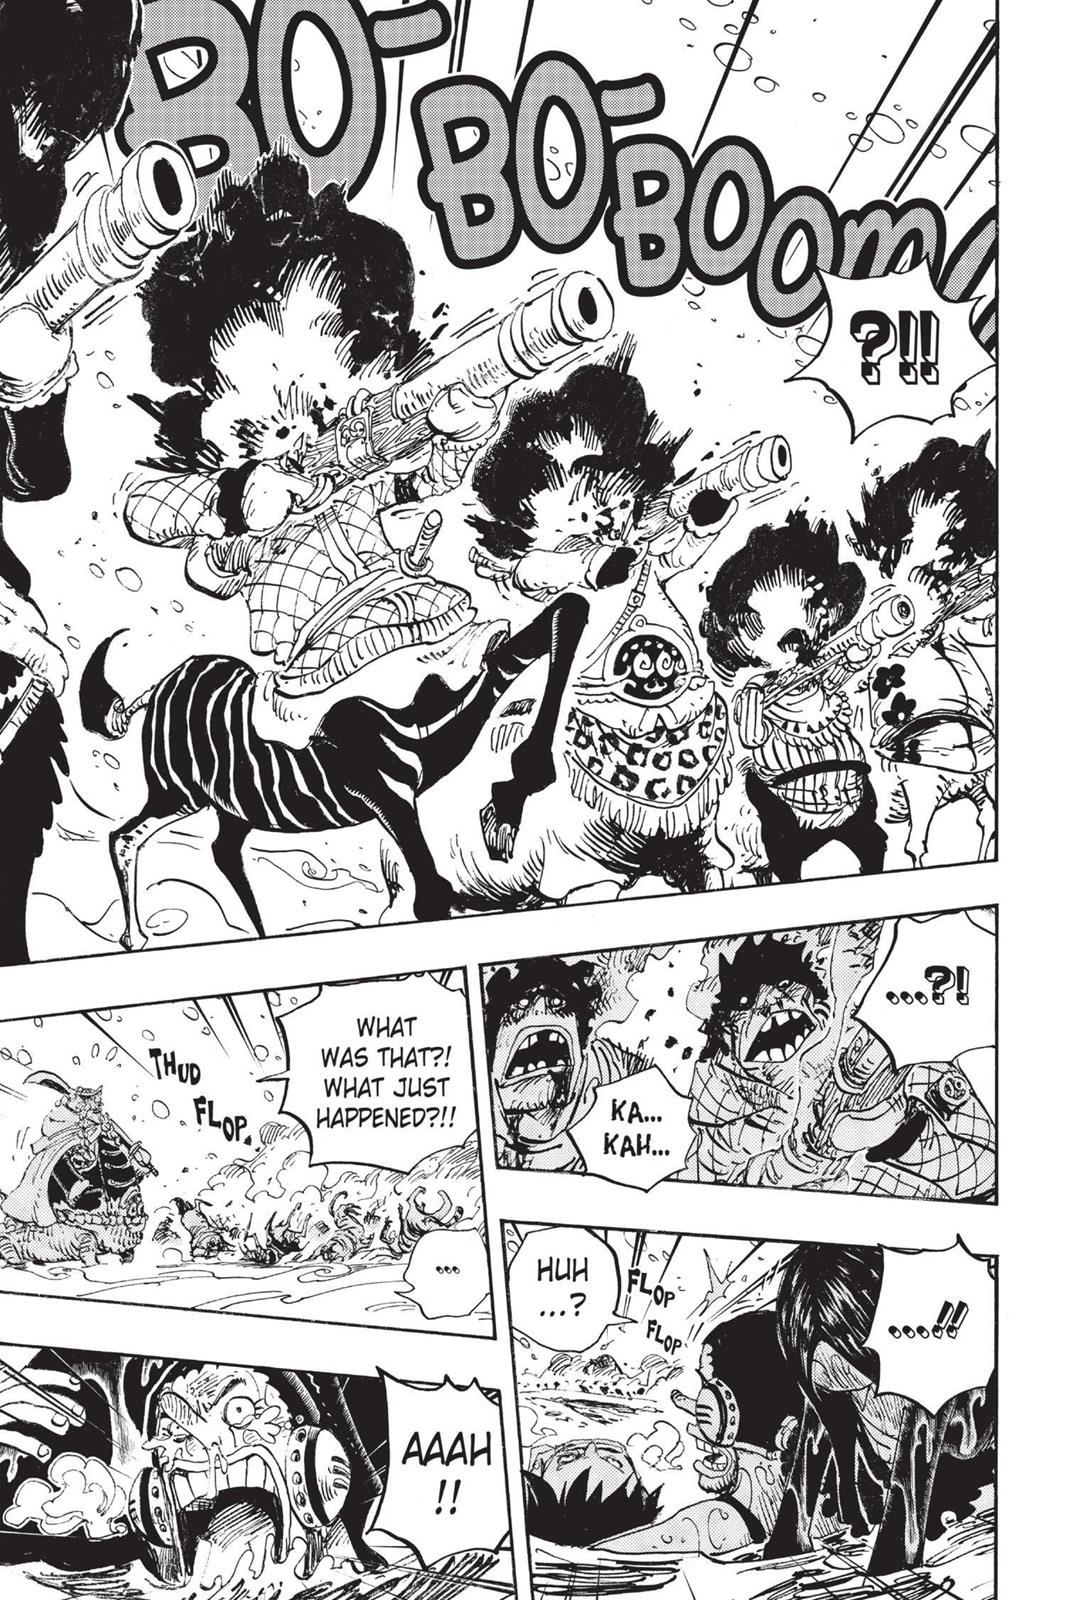 BO-
BO-
BOOM
?!!
...?!
KA...
KAH...
WHAT
WAS THAT?!
WHAT JUST
HAPPENED?!!
THUD
FLOP.
...
...!!
HUH
...?
FLOP
FLOP
AAAH
!!